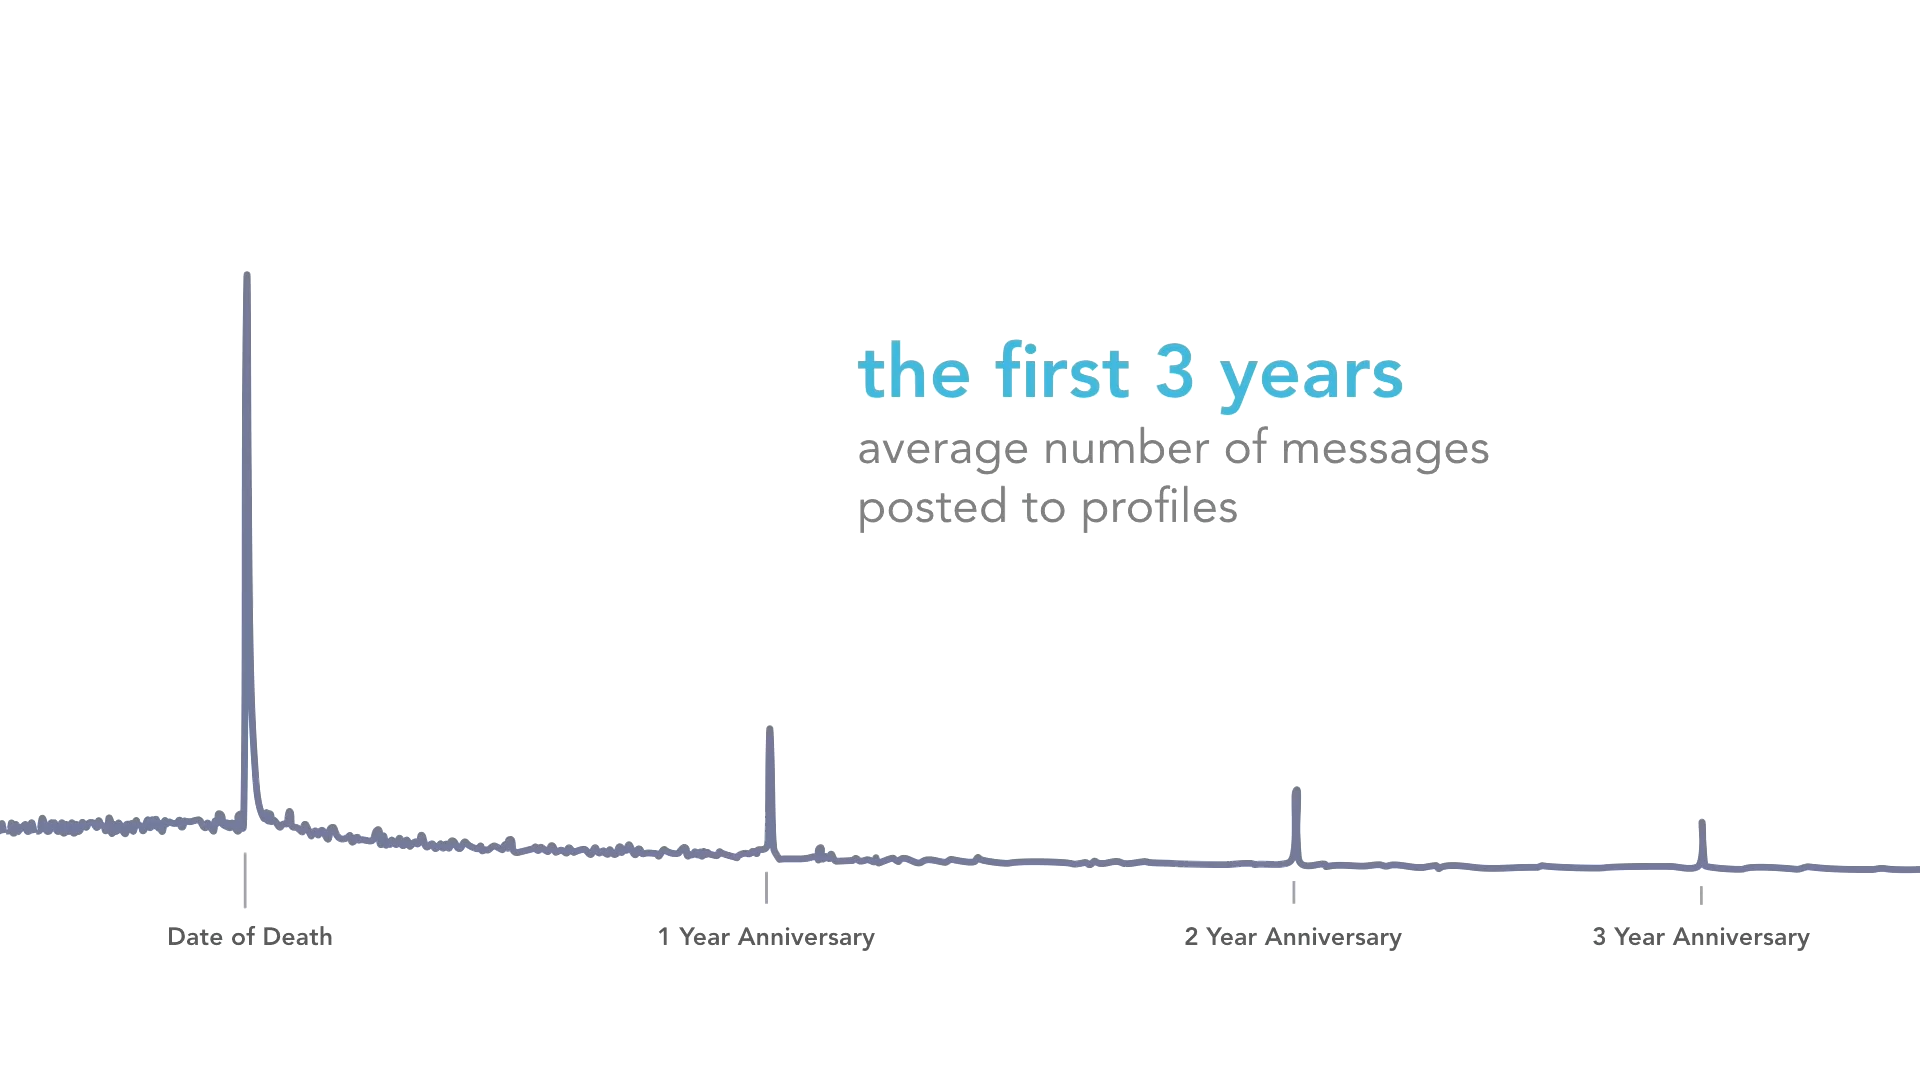 the first 3 years
average number of messages
posted to profiles
Date of Death
1 Year Anniversary
2 Year Anniversary
3 Year Anniversary